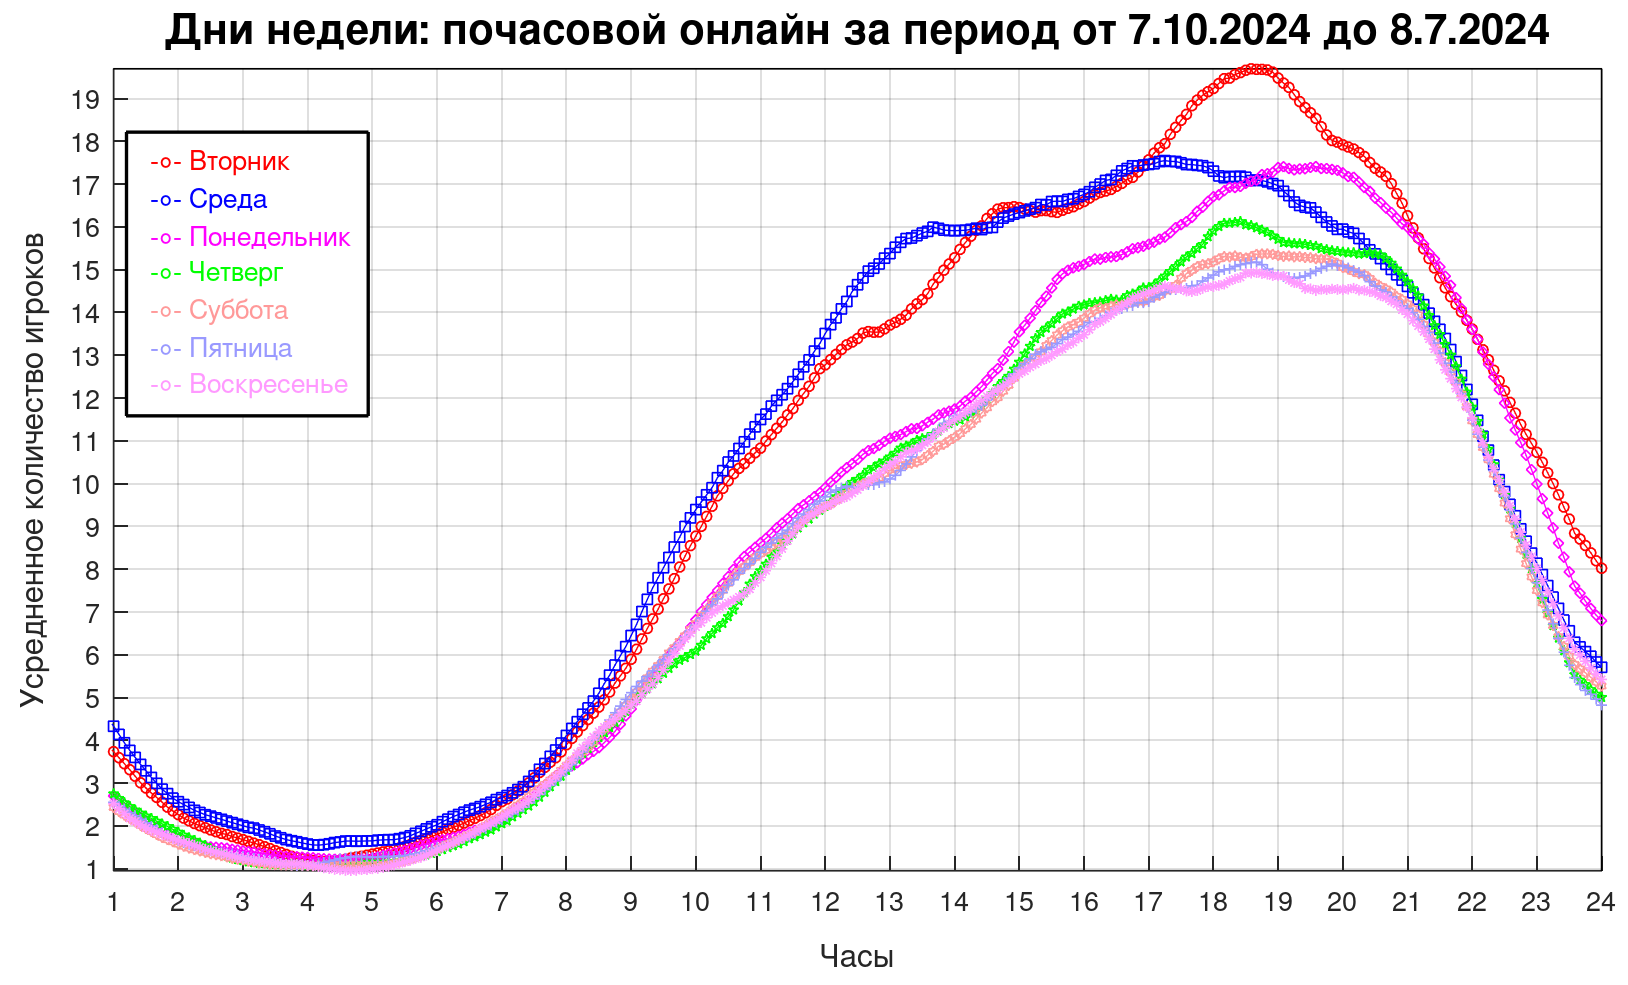 Дни недели: почасовой онлайн за период от 7.10.2024 до 8.7.2024
Усредненное количество игроков
19
18
17
16
15
14
13
12
11
10
9
8
7
6
5
4
3
2
1
-o- Вторник
-o- Среда
-o- Понедельник
-o- Четверг
-o- Суббота
-o- Пятница
-o- Воскресенье
1 2 3 4 5 6 7 8 9 10 11 12 13 14 15 16 17 18 19 20 21 22 23 24
Часы